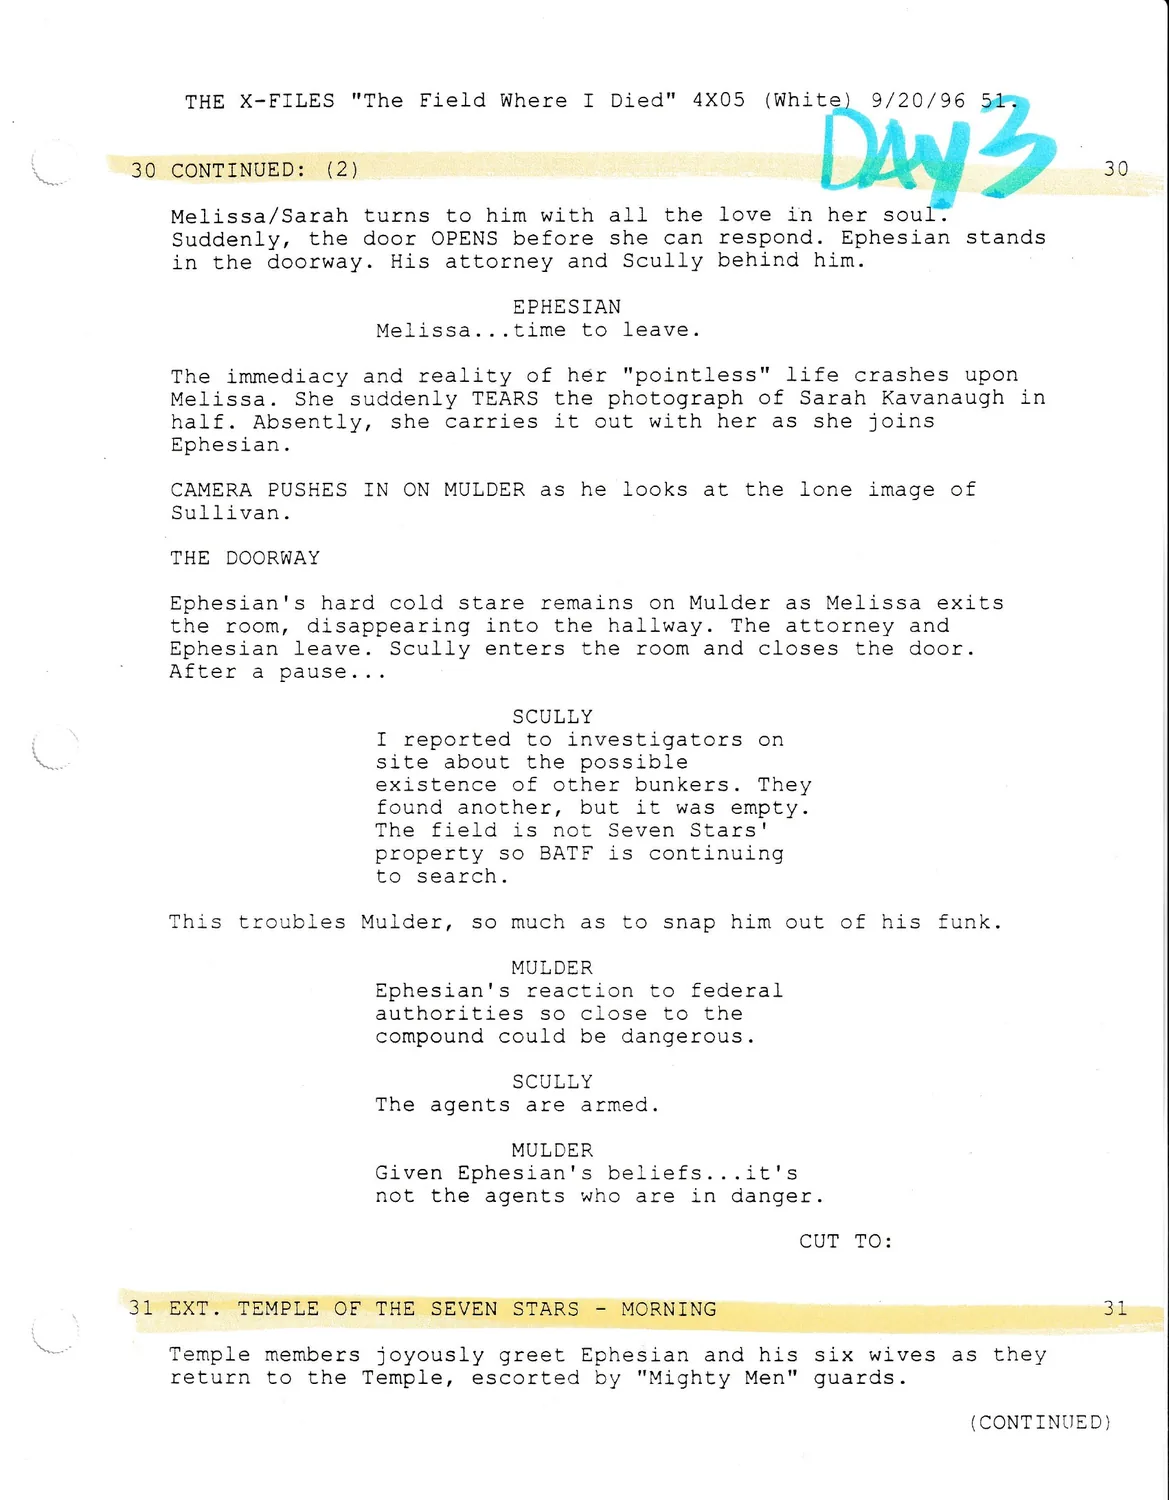 THE X-FILES "The Field Where I Died" 4X05 (White) 9/20/96 51.
DAY 3
30 CONTINUED: (2) 30
Melissa/Sarah turns to him with all the love in her soul.
Suddenly, the door OPENS before she can respond. Ephesian stands
in the doorway. His attorney and Scully behind him.
EPHESIAN
Melissa...time to leave.
The immediacy and reality of her "pointless" life crashes upon
Melissa. She suddenly TEARS the photograph of Sarah Kavanaugh in
half. Absently, she carries it out with her as she joins
Ephesian.
CAMERA PUSHES IN ON MULDER as he looks at the lone image of
Sullivan.
THE DOORWAY
Ephesian's hard cold stare remains on Mulder as Melissa exits
the room, disappearing into the hallway. The attorney and
Ephesian leave. Scully enters the room and closes the door.
After a pause...
SCULLY
I reported to investigators on
site about the possible
existence of other bunkers. They
found another, but it was empty.
The field is not Seven Stars'
property so BATF is continuing
to search.
This troubles Mulder, so much as to snap him out of his funk.
MULDER
Ephesian's reaction to federal
authorities so close to the
compound could be dangerous.
SCULLY
The agents are armed.
MULDER
Given Ephesian's beliefs...it's
not the agents who are in danger.
CUT TO:
31 EXT. TEMPLE OF THE SEVEN STARS - MORNING 31
Temple members joyously greet Ephesian and his six wives as they
return to the Temple, escorted by "Mighty Men" guards.
(CONTINUED)